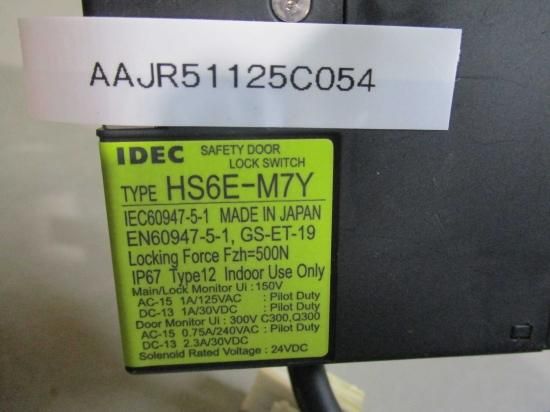 AAJR51125C054
IDEC SAFETY DOOR LOCK SWITCH
TYPE HS6E-M7Y
IEC60947-5-1 MADE IN JAPAN
EN60947-5-1, GS-ET-19
Locking Force Fzh=500N
IP67 Type12 Indoor Use Only
Main/Lock Monitor Ui : 150V
AC-15 1A/125VAC : Pilot Duty
DC-13 1A/30VDC : Pilot Duty
Door Monitor Ui : 300V C300,Q300
AC-15 0.75A/240VAC : Pilot Duty
DC-13 2.3A/30VDC
Solenoid Rated Voltage : 24VDC